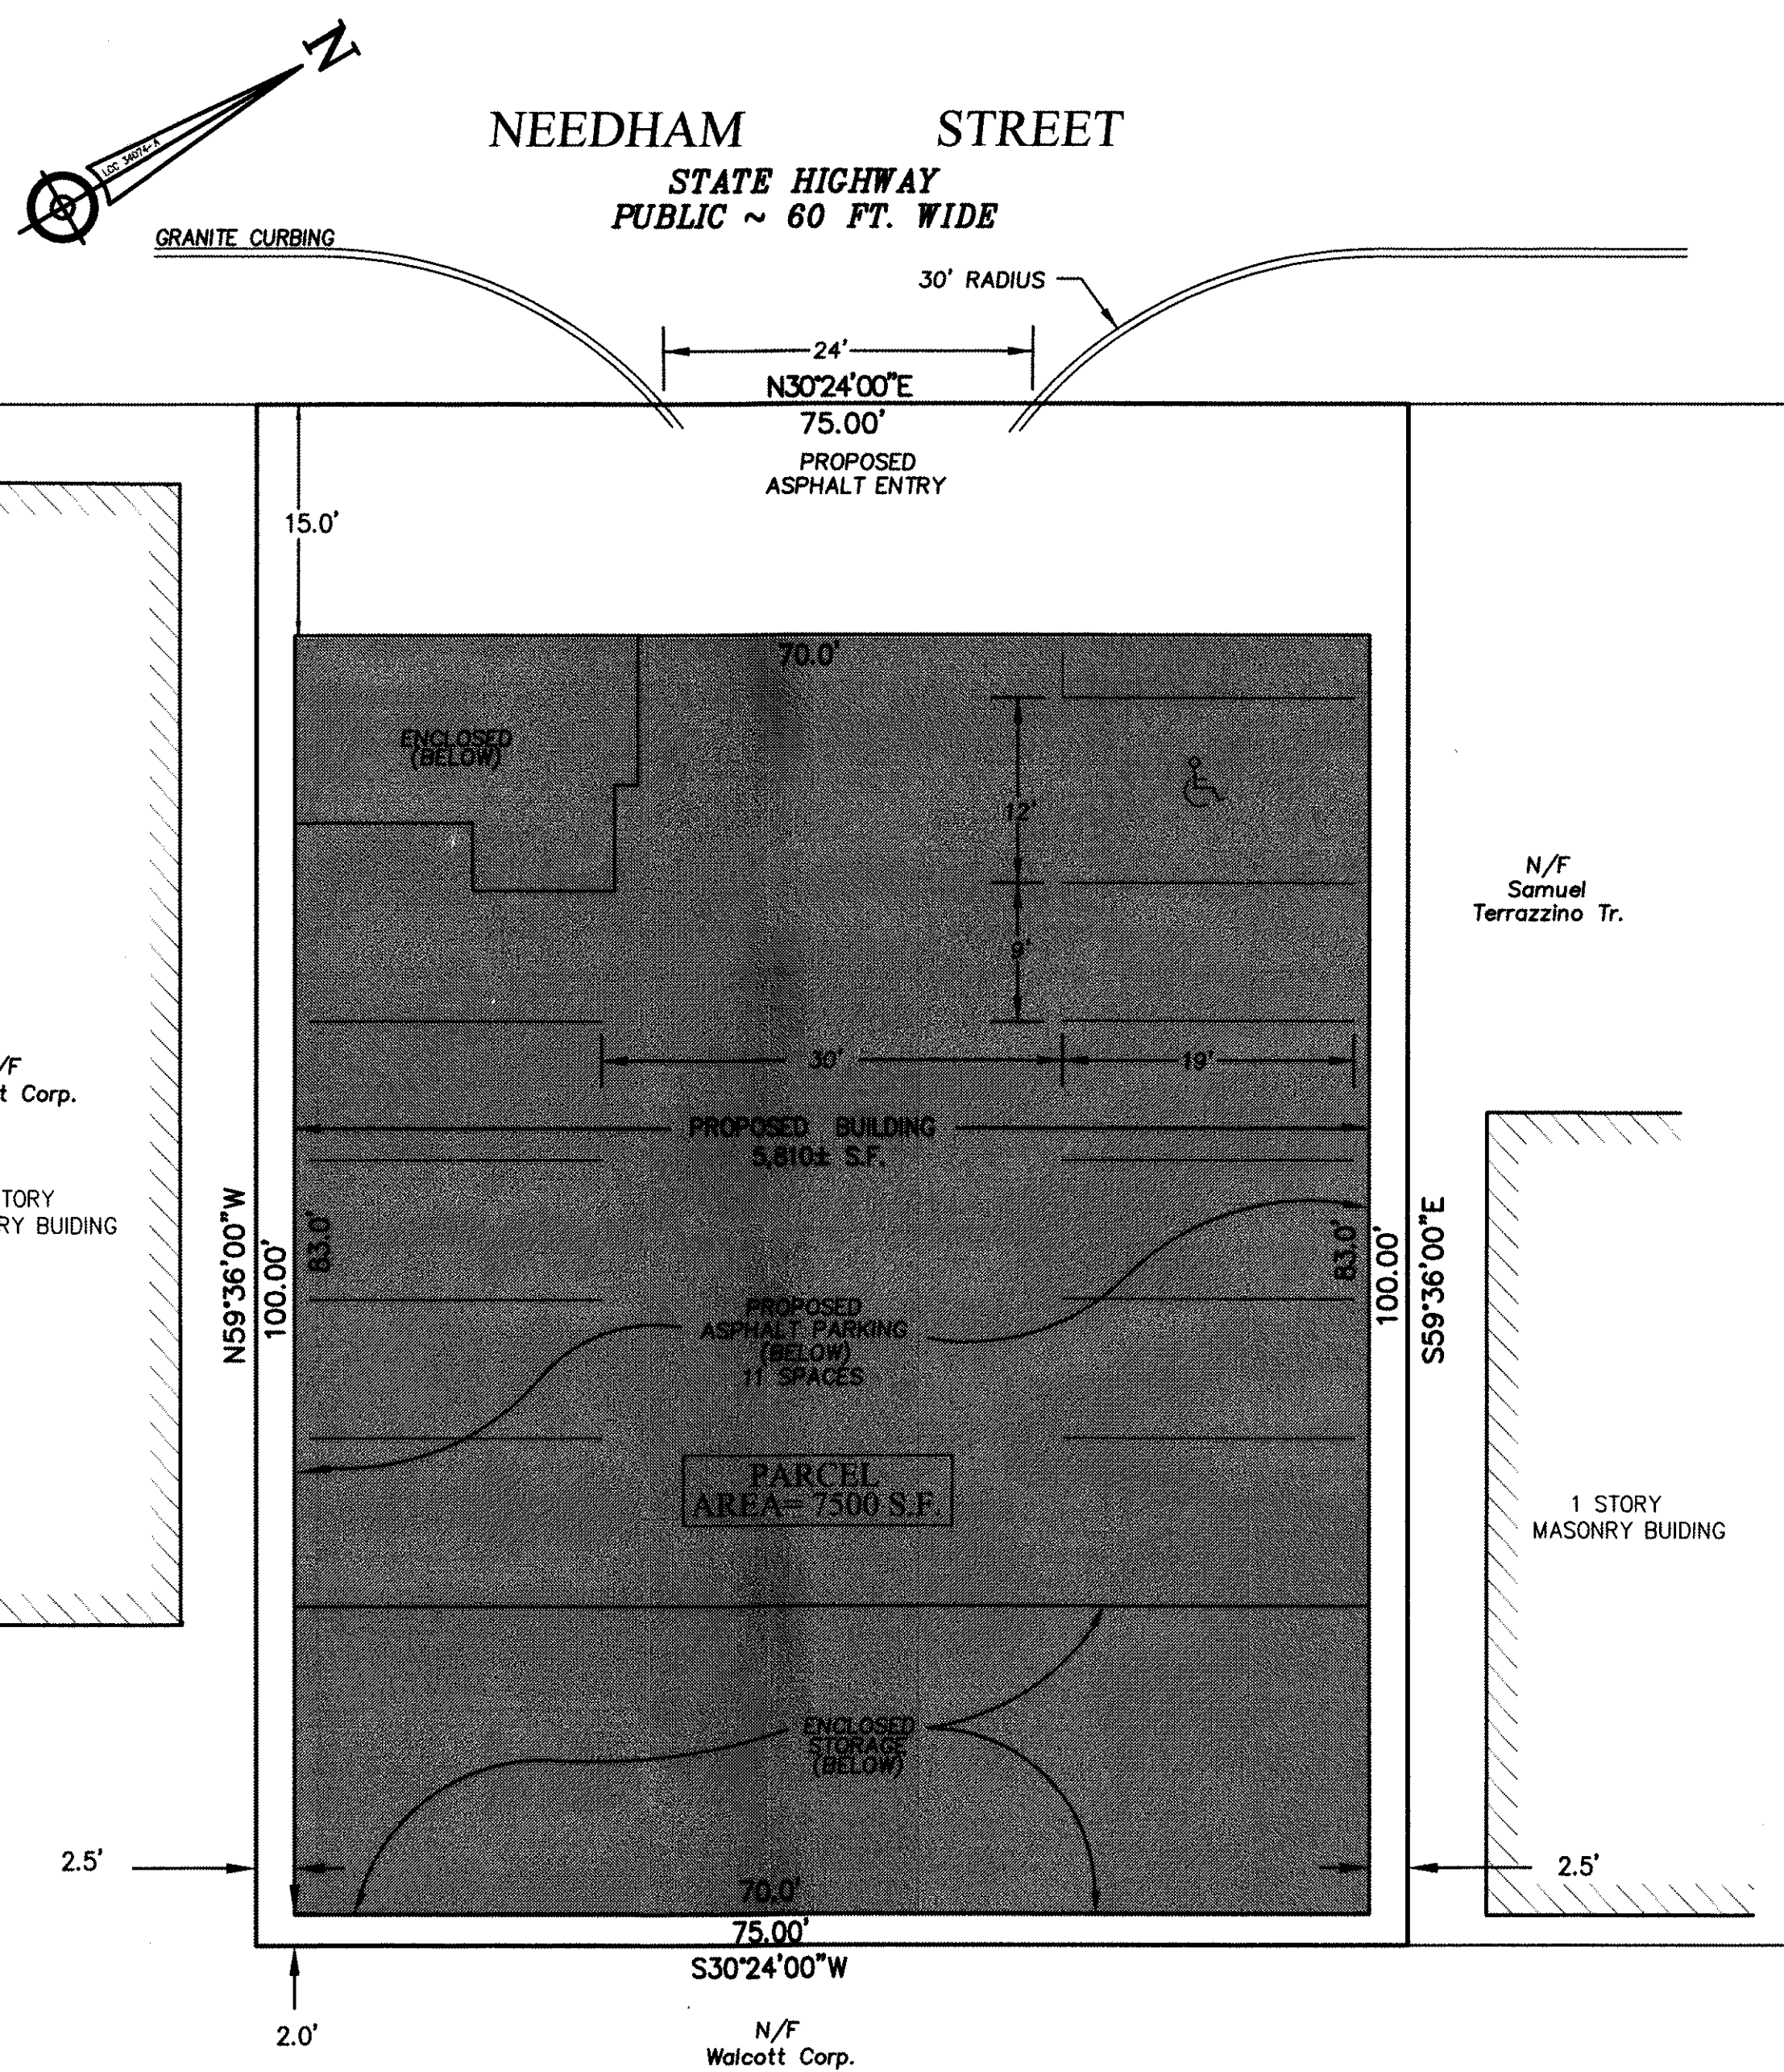 N
LCC 34074-A
NEEDHAM STREET
STATE HIGHWAY
PUBLIC ~ 60 FT. WIDE
GRANITE CURBING
30' RADIUS
24'
N30°24'00"E
75.00'
PROPOSED
ASPHALT ENTRY
15.0'
70.0'
ENCLOSED
(BELOW)
12'
9'
N/F
Samuel
Terrazzino Tr.
30'
19'
/F
t Corp.
PROPOSED BUILDING
5,810± S.F.
TORY
RY BUIDING
N59°36'00"W
100.00'
83.0'
83.0'
100.00'
S59°36'00"E
PROPOSED
ASPHALT PARKING
(BELOW)
11 SPACES
PARCEL
AREA= 7500 S.F.
1 STORY
MASONRY BUIDING
ENCLOSED
STORAGE
(BELOW)
2.5'
2.5'
70.0'
75.00'
S30°24'00"W
2.0'
N/F
Walcott Corp.